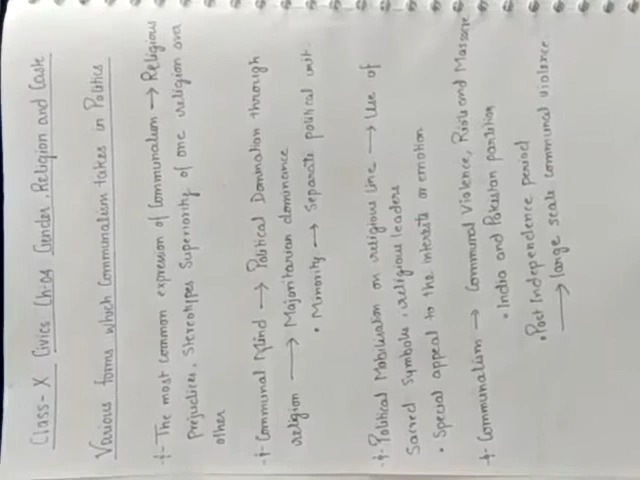 Class-X Civics Ch:04 Gender, Religion and Caste
Various forms which Communalism takes in Politics
-|- The most common expression of Communalism → Religious
Prejudices, Stereotypes Superiority of one religion over
other
-|- Communal Mind → Political Domination through
religion → Majoritarian dominance
• Minority → Separate political unit.
-|- Political Mobilisation on religious line → Use of
Sacred Symbols, religious leaders
• Special appeal to the interests or emotion
-|- Communalism → Communal Violence, Riots and Massacre
• India and Pakistan partition
• Post Independence period
→ large scale communal violence